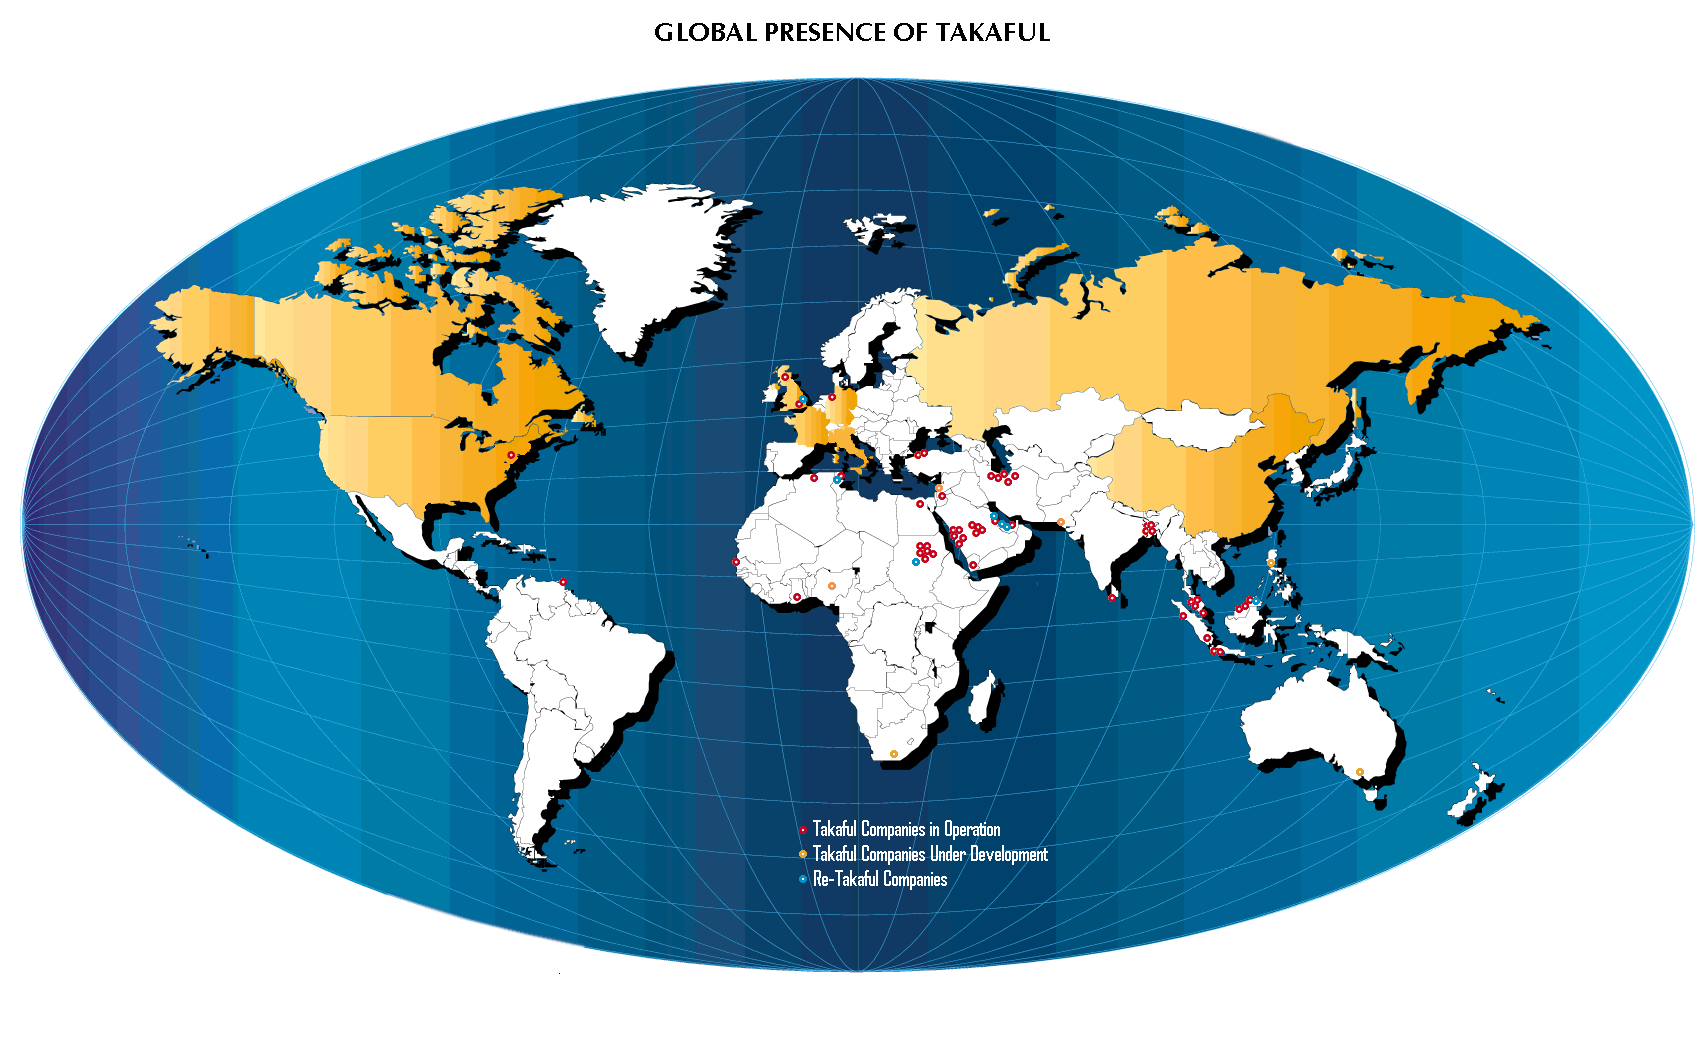 GLOBAL PRESENCE OF TAKAFUL
Takaful Companies in Operation
Takaful Companies Under Development
Re-Takaful Companies